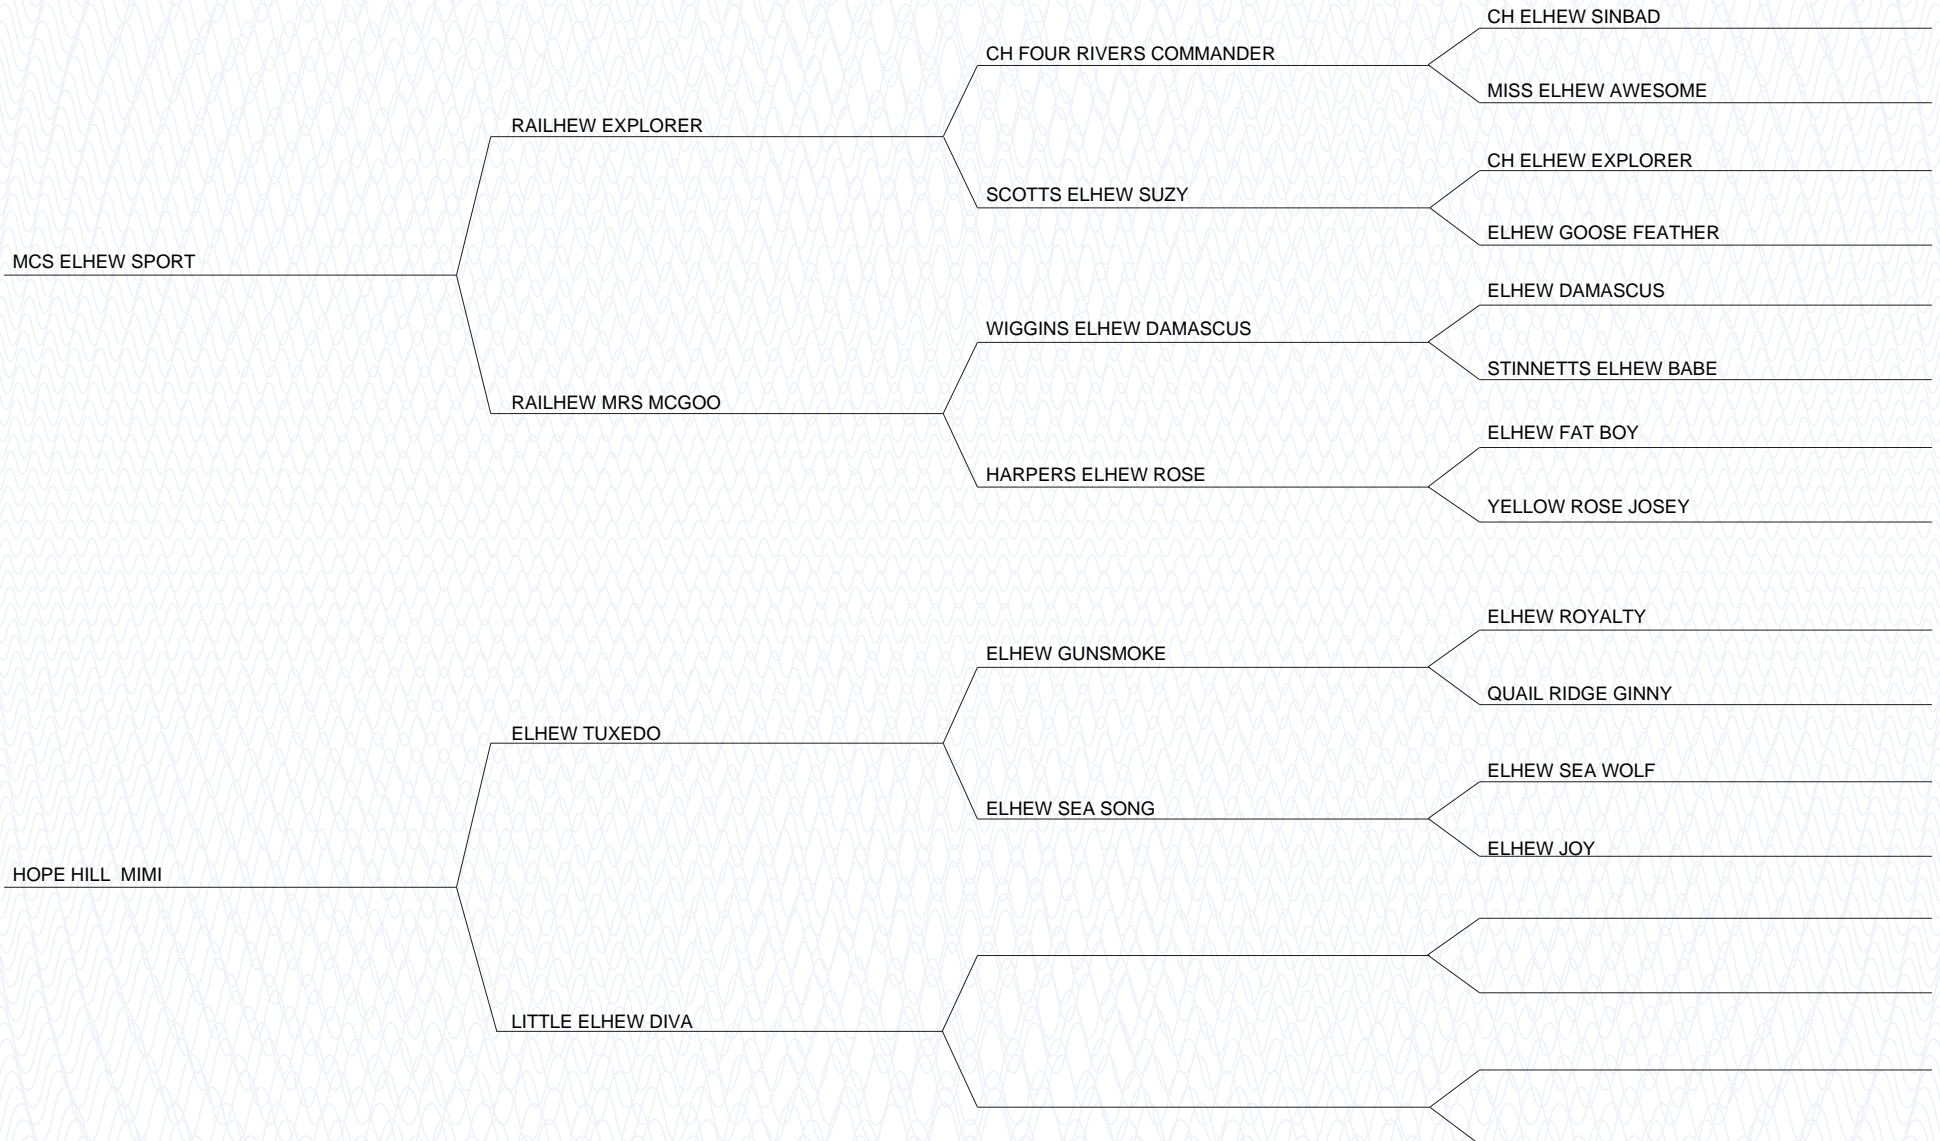 CH ELHEW SINBAD
CH FOUR RIVERS COMMANDER
MISS ELHEW AWESOME
RAILHEW EXPLORER
CH ELHEW EXPLORER
SCOTTS ELHEW SUZY
ELHEW GOOSE FEATHER
MCS ELHEW SPORT
ELHEW DAMASCUS
WIGGINS ELHEW DAMASCUS
STINNETTS ELHEW BABE
RAILHEW MRS MCGOO
ELHEW FAT BOY
HARPERS ELHEW ROSE
YELLOW ROSE JOSEY
ELHEW ROYALTY
ELHEW GUNSMOKE
QUAIL RIDGE GINNY
ELHEW TUXEDO
ELHEW SEA WOLF
ELHEW SEA SONG
ELHEW JOY
HOPE HILL  MIMI
LITTLE ELHEW DIVA